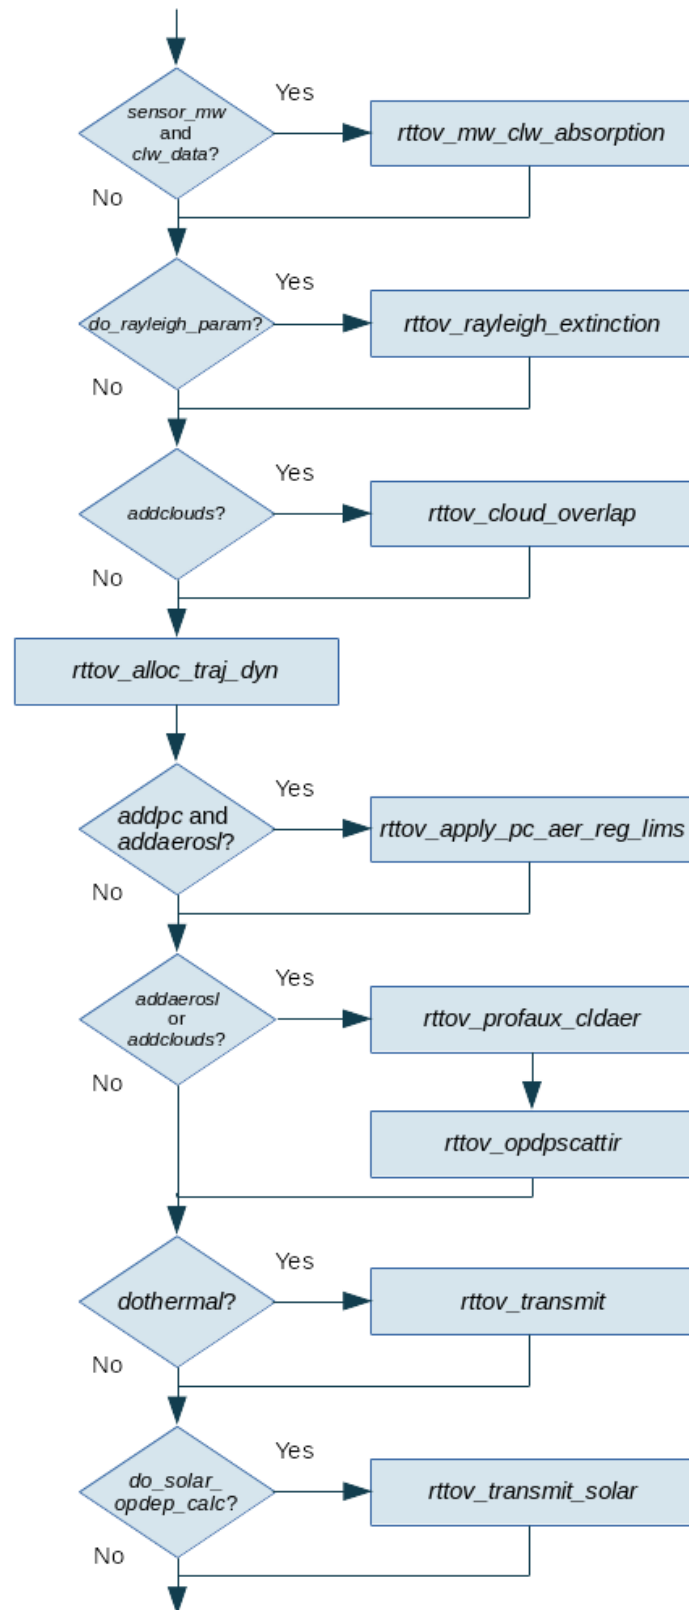 sensor_mw
and
clw_data?
Yes
rttov_mw_clw_absorption
No
do_rayleigh_param?
Yes
rttov_rayleigh_extinction
No
addclouds?
Yes
rttov_cloud_overlap
No
rttov_alloc_traj_dyn
addpc and
addaerosl?
Yes
rttov_apply_pc_aer_reg_lims
No
addaerosl
or
addclouds?
Yes
rttov_profaux_cldaer
No
rttov_opdpscattir
dothermal?
Yes
rttov_transmit
No
do_solar_
opdep_calc?
Yes
rttov_transmit_solar
No